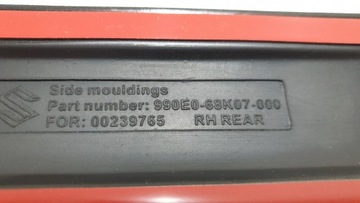 Side mouldings
Part number: 990E0-68K07-000
FOR: 00239765 RH REAR